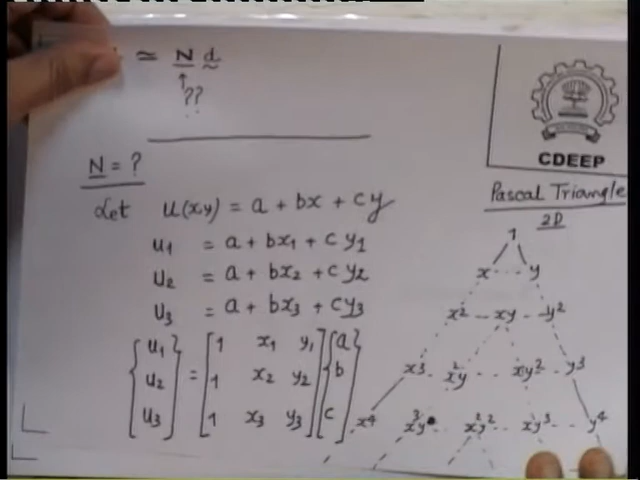 ≃ N d
↑
??
N = ?
Let u(x,y) = a + bx + cy
u1 = a + bx1 + cy1
u2 = a + bx2 + cy2
u3 = a + bx3 + cy3
{u1 u2 u3} = [1 x1 y1
1 x2 y2
1 x3 y3] {a b c}
CDEEP
Pascal Triangle
2D
1
x y
x² xy y²
x³ x²y xy² y³
x⁴ x³y x²y² xy³ y⁴